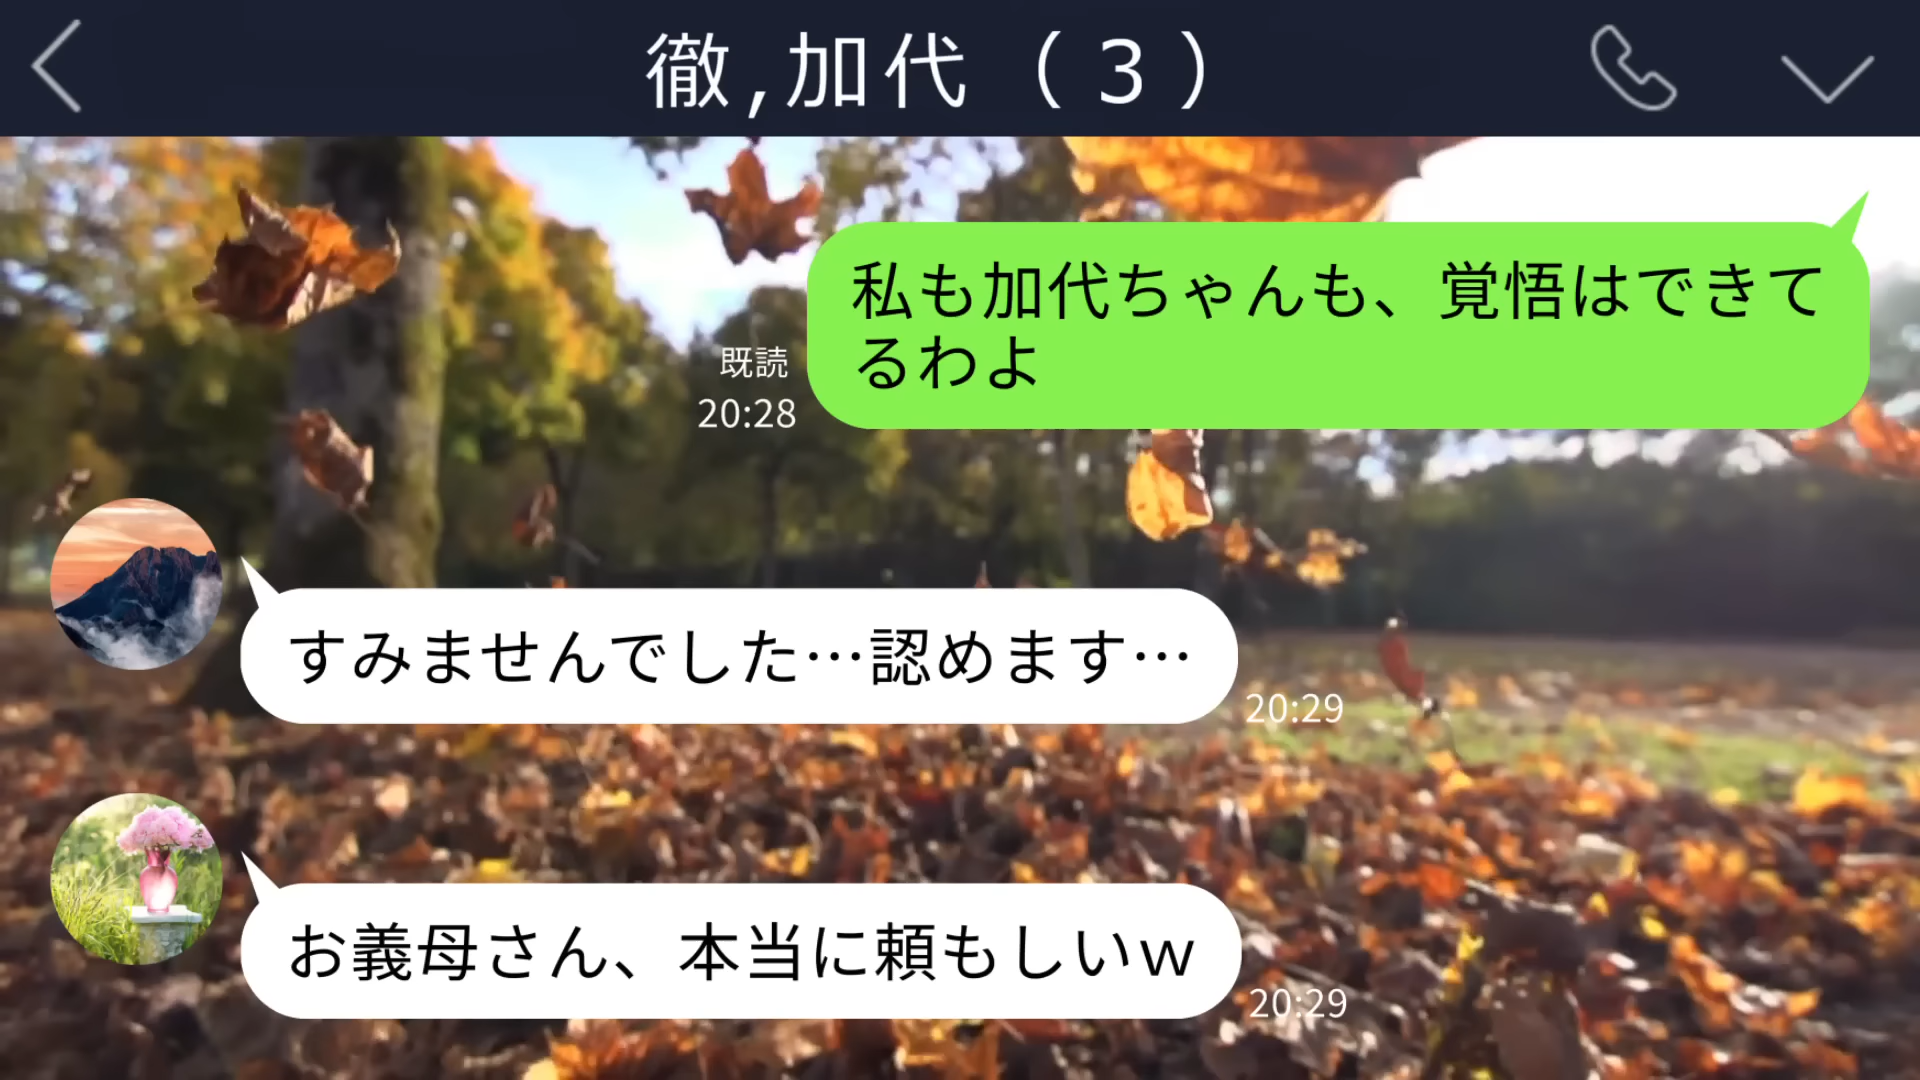 徹,加代（３）
私も加代ちゃんも、覚悟はできて
るわよ
既読
20:28
すみませんでした…認めます…
20:29
お義母さん、本当に頼もしいｗ
20:29